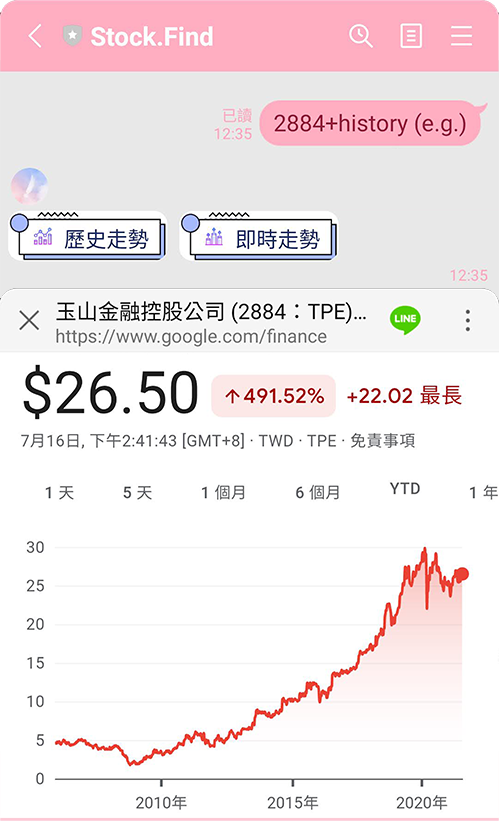 Stock.Find
已讀
12:35
2884+history (e.g.)
歷史走勢
即時走勢
12:35
玉山金融控股公司 (2884：TPE)...
LINE
https://www.google.com/finance
$26.50
↑491.52%
+22.02 最長
7月16日, 下午2:41:43 [GMT+8] · TWD · TPE · 免責事項
1 天
5 天
1 個月
6 個月
YTD
1 年
30
25
20
15
10
5
0
2010年
2015年
2020年